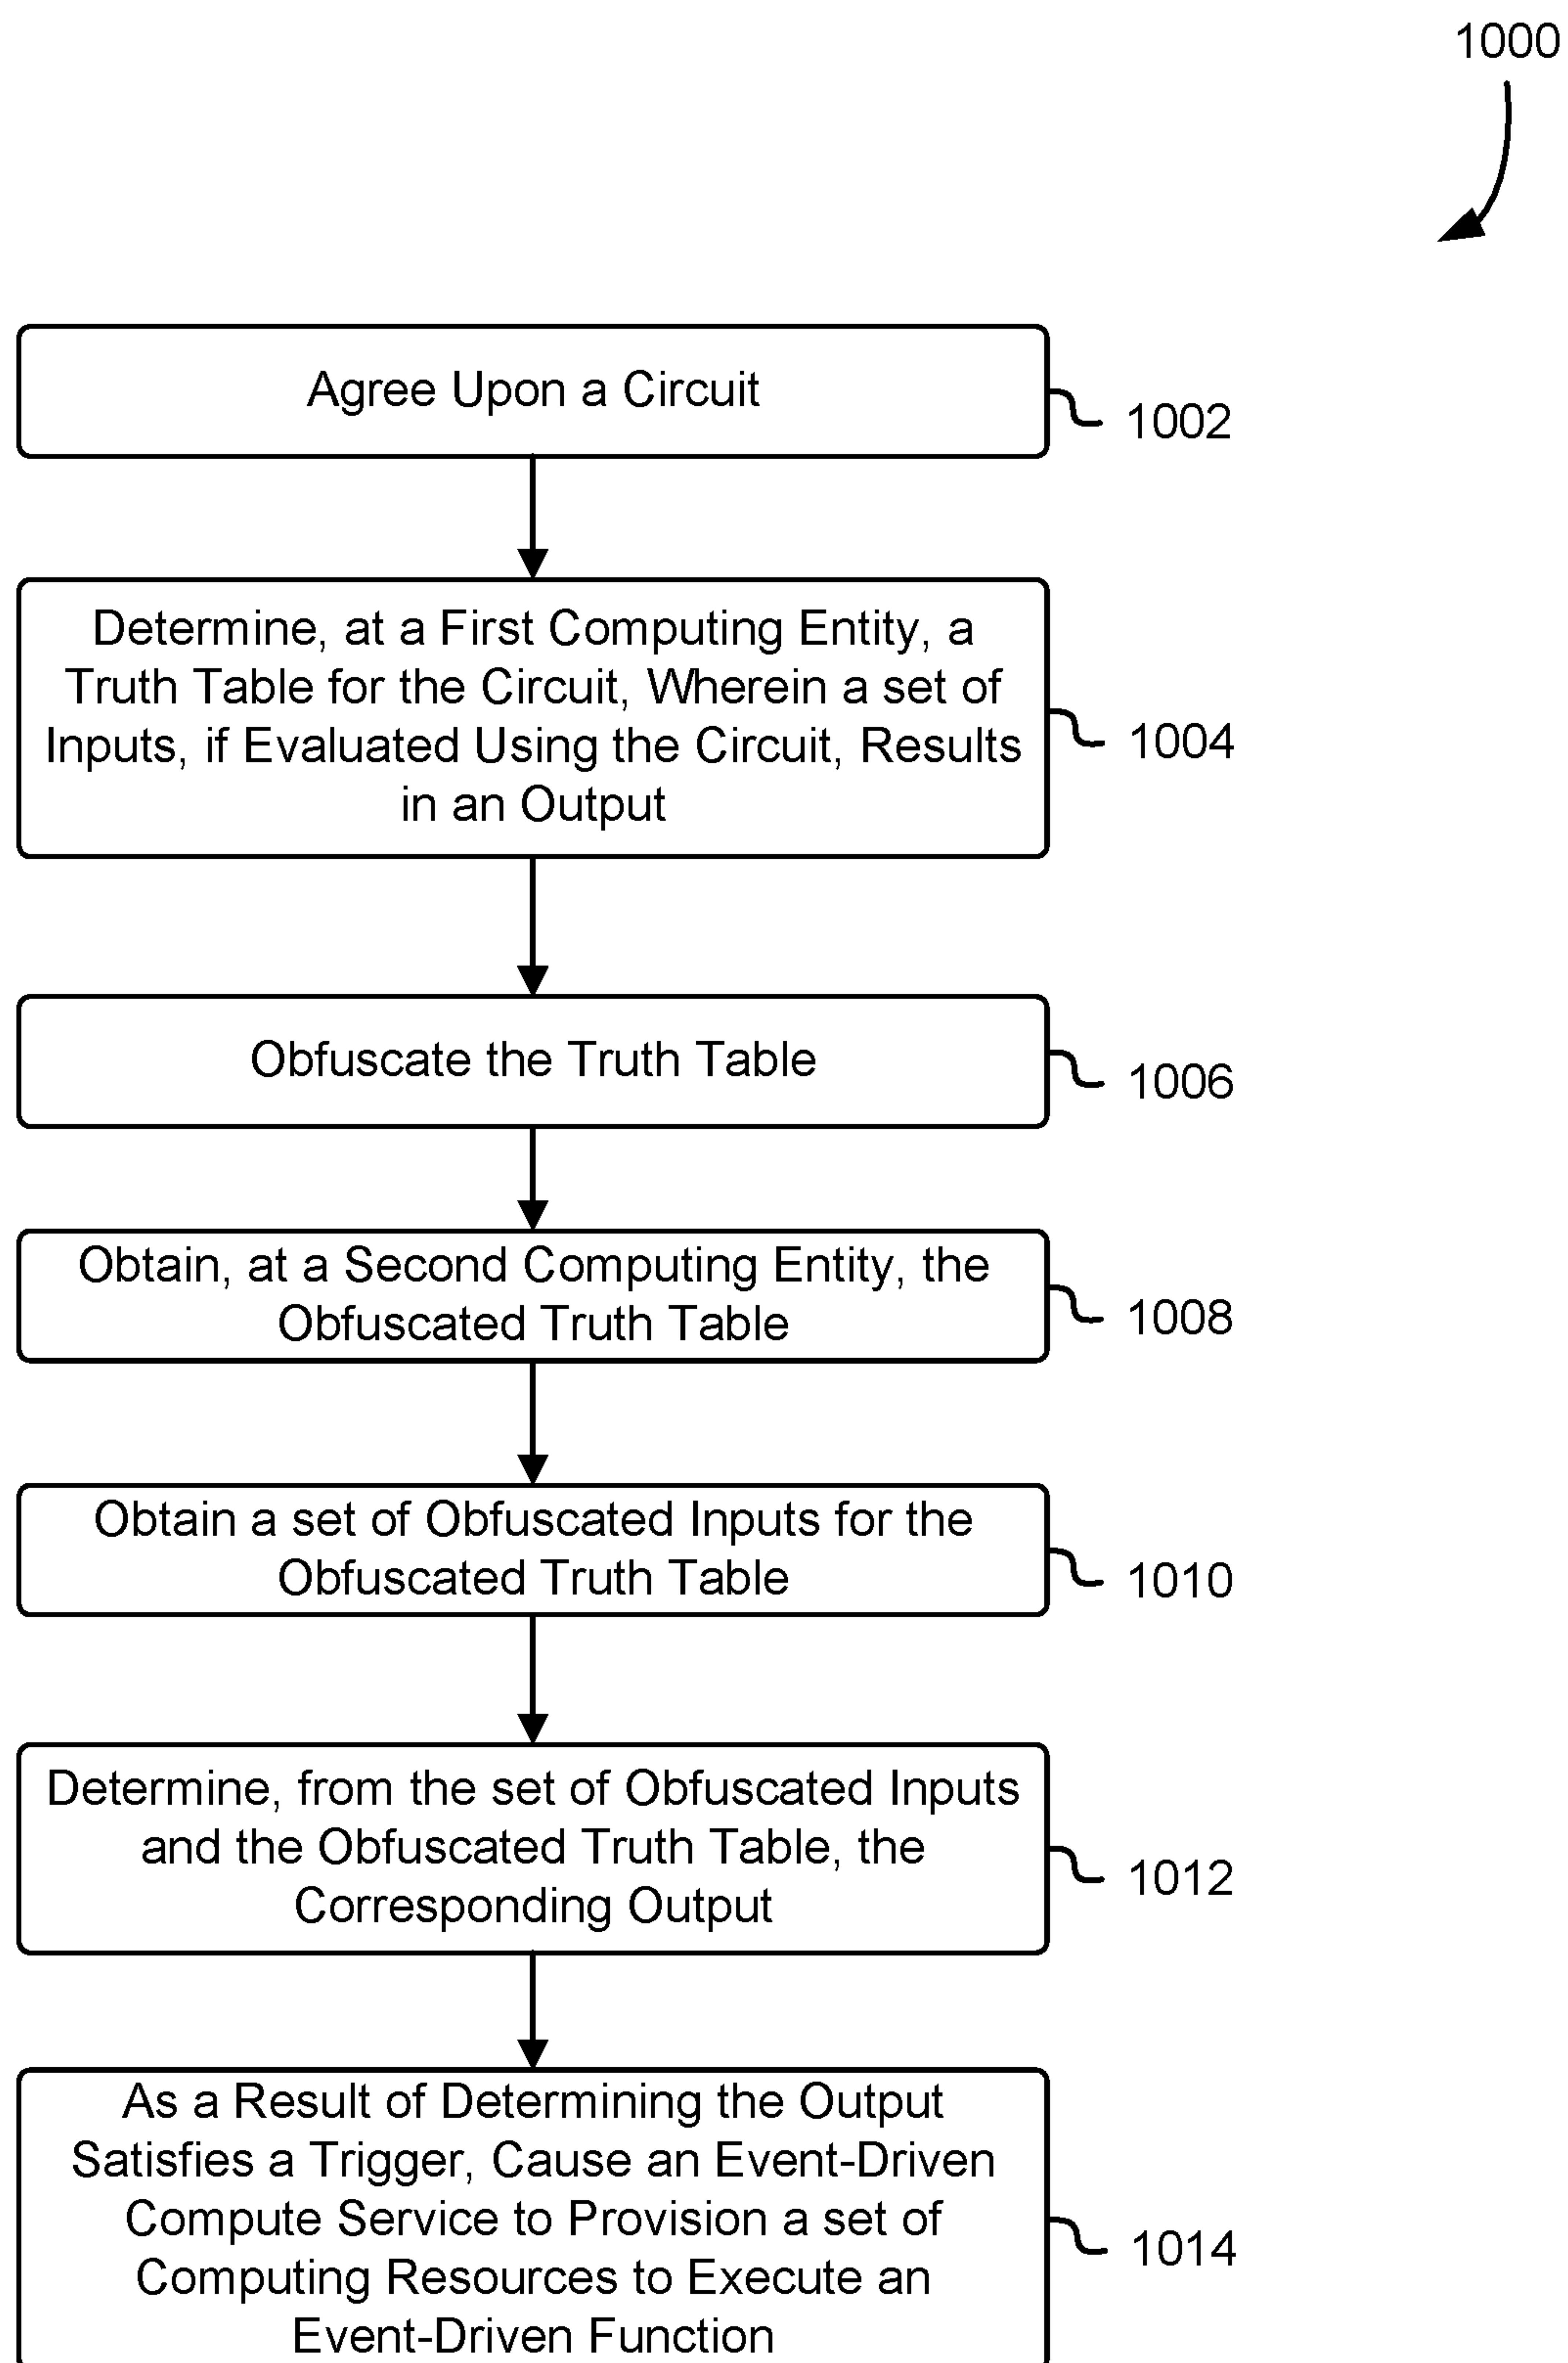 1000
Agree Upon a Circuit
1002
Determine, at a First Computing Entity, a
Truth Table for the Circuit, Wherein a set of
Inputs, if Evaluated Using the Circuit, Results
in an Output
1004
Obfuscate the Truth Table
1006
Obtain, at a Second Computing Entity, the
Obfuscated Truth Table
1008
Obtain a set of Obfuscated Inputs for the
Obfuscated Truth Table
1010
Determine, from the set of Obfuscated Inputs
and the Obfuscated Truth Table, the
Corresponding Output
1012
As a Result of Determining the Output
Satisfies a Trigger, Cause an Event-Driven
Compute Service to Provision a set of
Computing Resources to Execute an
Event-Driven Function
1014